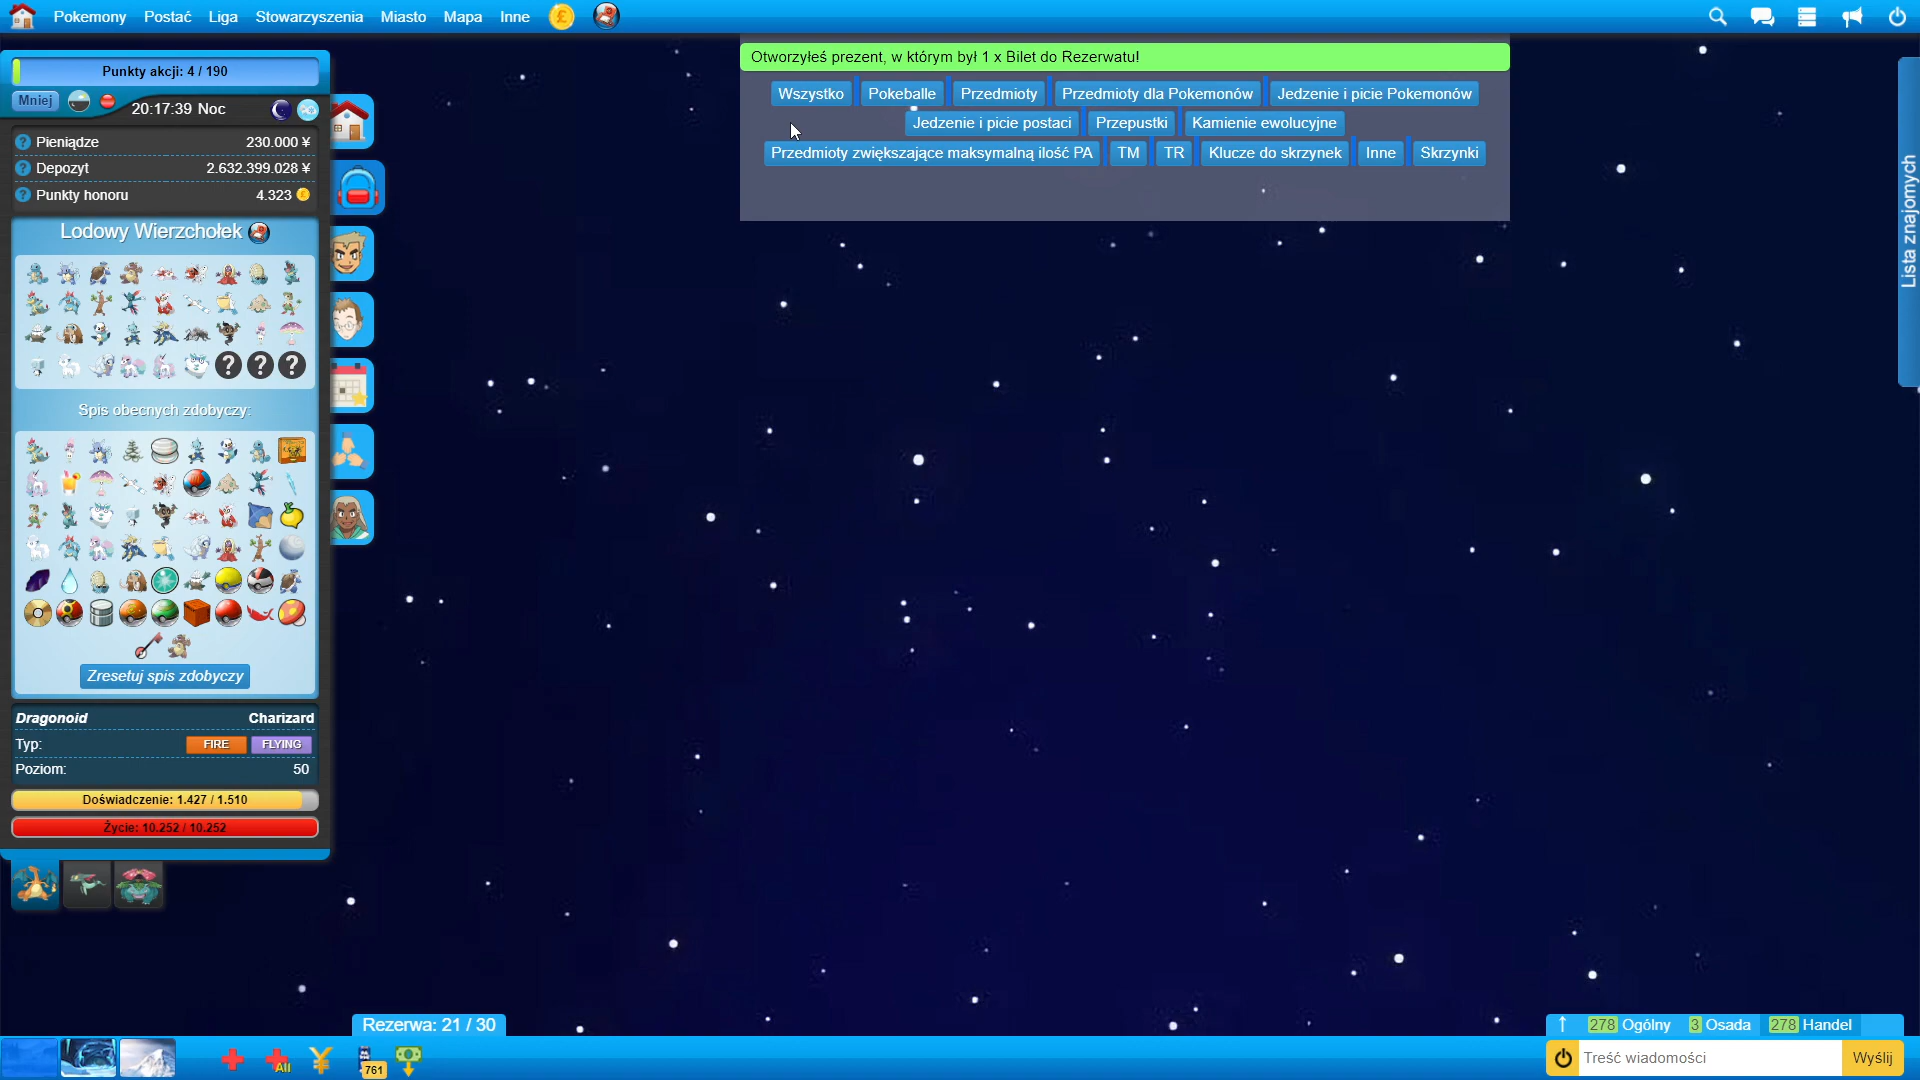 Pokemony Postać Liga Stowarzyszenia Miasto Mapa Inne
Punkty akcji: 4 / 190
Mniej 20:17:39 Noc
Pieniądze 230.000 ¥
Depozyt 2.632.399.028 ¥
Punkty honoru 4.323
Lodowy Wierzchołek
Spis obecnych zdobyczy:
Zresetuj spis zdobyczy
Dragonoid Charizard
Typ: FIRE FLYING
Poziom: 50
Doświadczenie: 1.427 / 1.510
Życie: 10.252 / 10.252
Otworzyłeś prezent, w którym był 1 x Bilet do Rezerwatu!
Wszystko Pokeballe Przedmioty Przedmioty dla Pokemonów Jedzenie i picie Pokemonów
Jedzenie i picie postaci Przepustki Kamienie ewolucyjne
Przedmioty zwiększające maksymalną ilość PA TM TR Klucze do skrzynek Inne Skrzynki
Lista znajomych
Rezerwa: 21 / 30
All
761
278 Ogólny 3 Osada 278 Handel
Treść wiadomości Wyślij